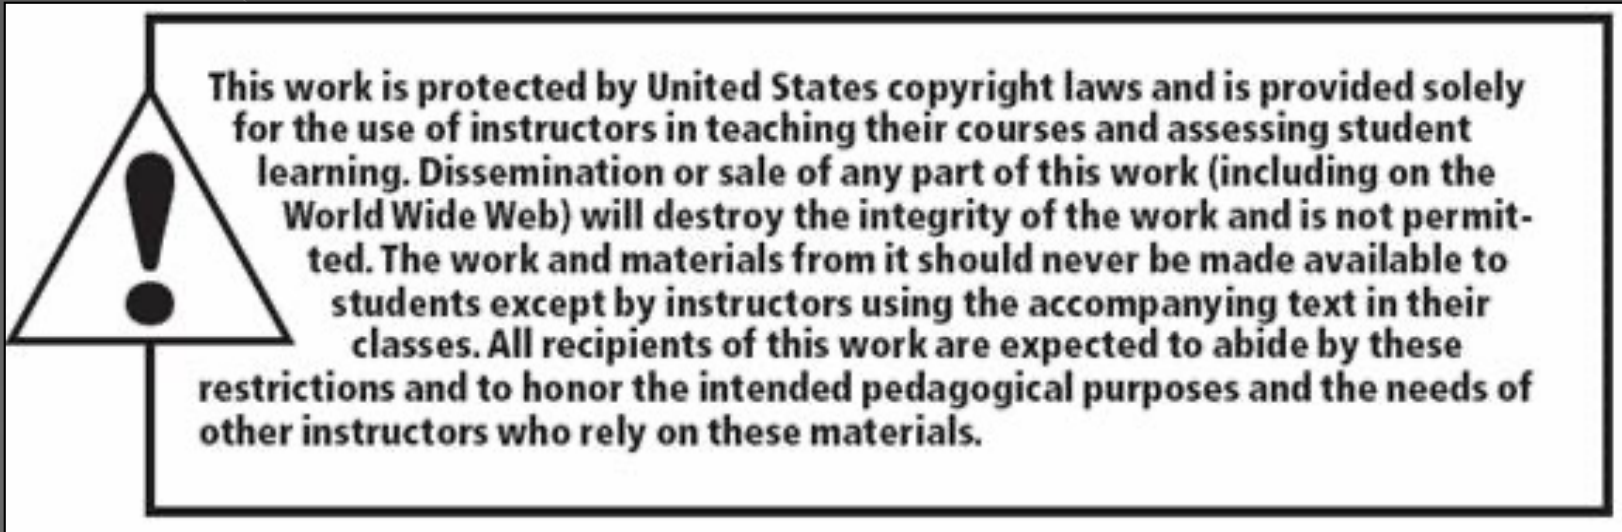 This work is protected by United States copyright laws and is provided solely
for the use of instructors in teaching their courses and assessing student
learning. Dissemination or sale of any part of this work (including on the
World Wide Web) will destroy the integrity of the work and is not permit-
ted. The work and materials from it should never be made available to
students except by instructors using the accompanying text in their
classes. All recipients of this work are expected to abide by these
restrictions and to honor the intended pedagogical purposes and the needs of
other instructors who rely on these materials.